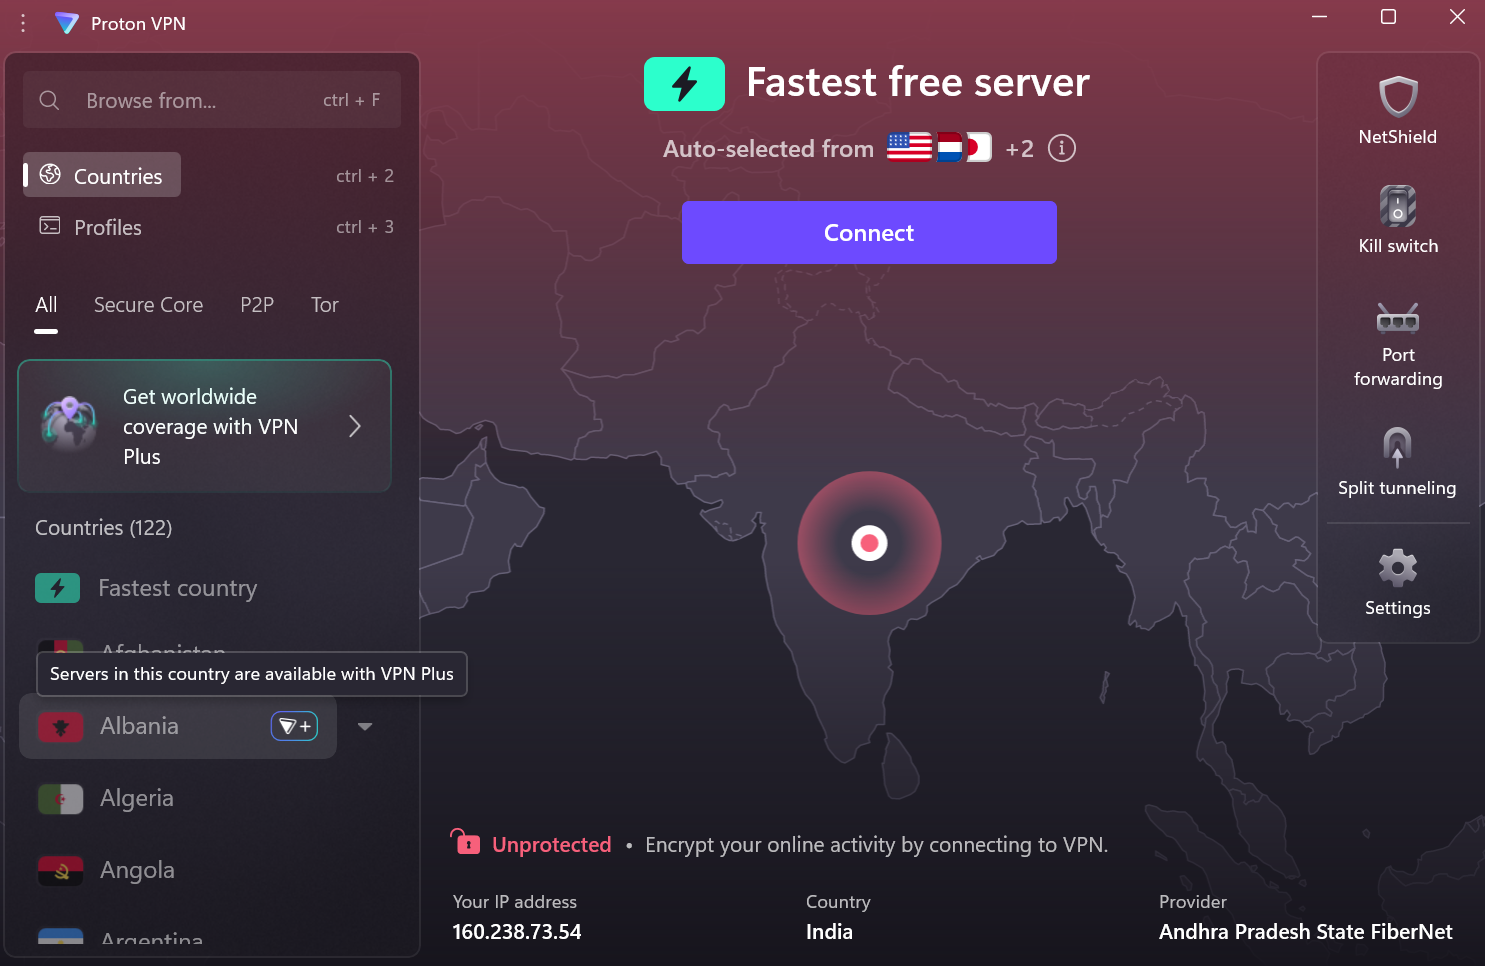 Proton VPN
Browse from...
ctrl + F
Countries
ctrl + 2
Profiles
ctrl + 3
All
Secure Core
P2P
Tor
Get worldwide
coverage with VPN
Plus
Countries (122)
Fastest country
Afghanistan
Servers in this country are available with VPN Plus
Albania
+
Algeria
Angola
Argentina
Fastest free server
Auto-selected from
+2
Connect
Unprotected • Encrypt your online activity by connecting to VPN.
Your IP address
160.238.73.54
Country
India
Provider
Andhra Pradesh State FiberNet
NetShield
Kill switch
Port
forwarding
Split tunneling
Settings